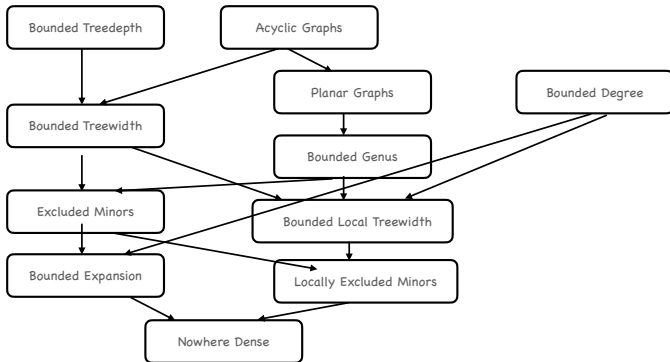 Bounded Treedepth
Acyclic Graphs
Planar Graphs
Bounded Degree
Bounded Treewidth
Bounded Genus
Excluded Minors
Bounded Local Treewidth
Bounded Expansion
Locally Excluded Minors
Nowhere Dense